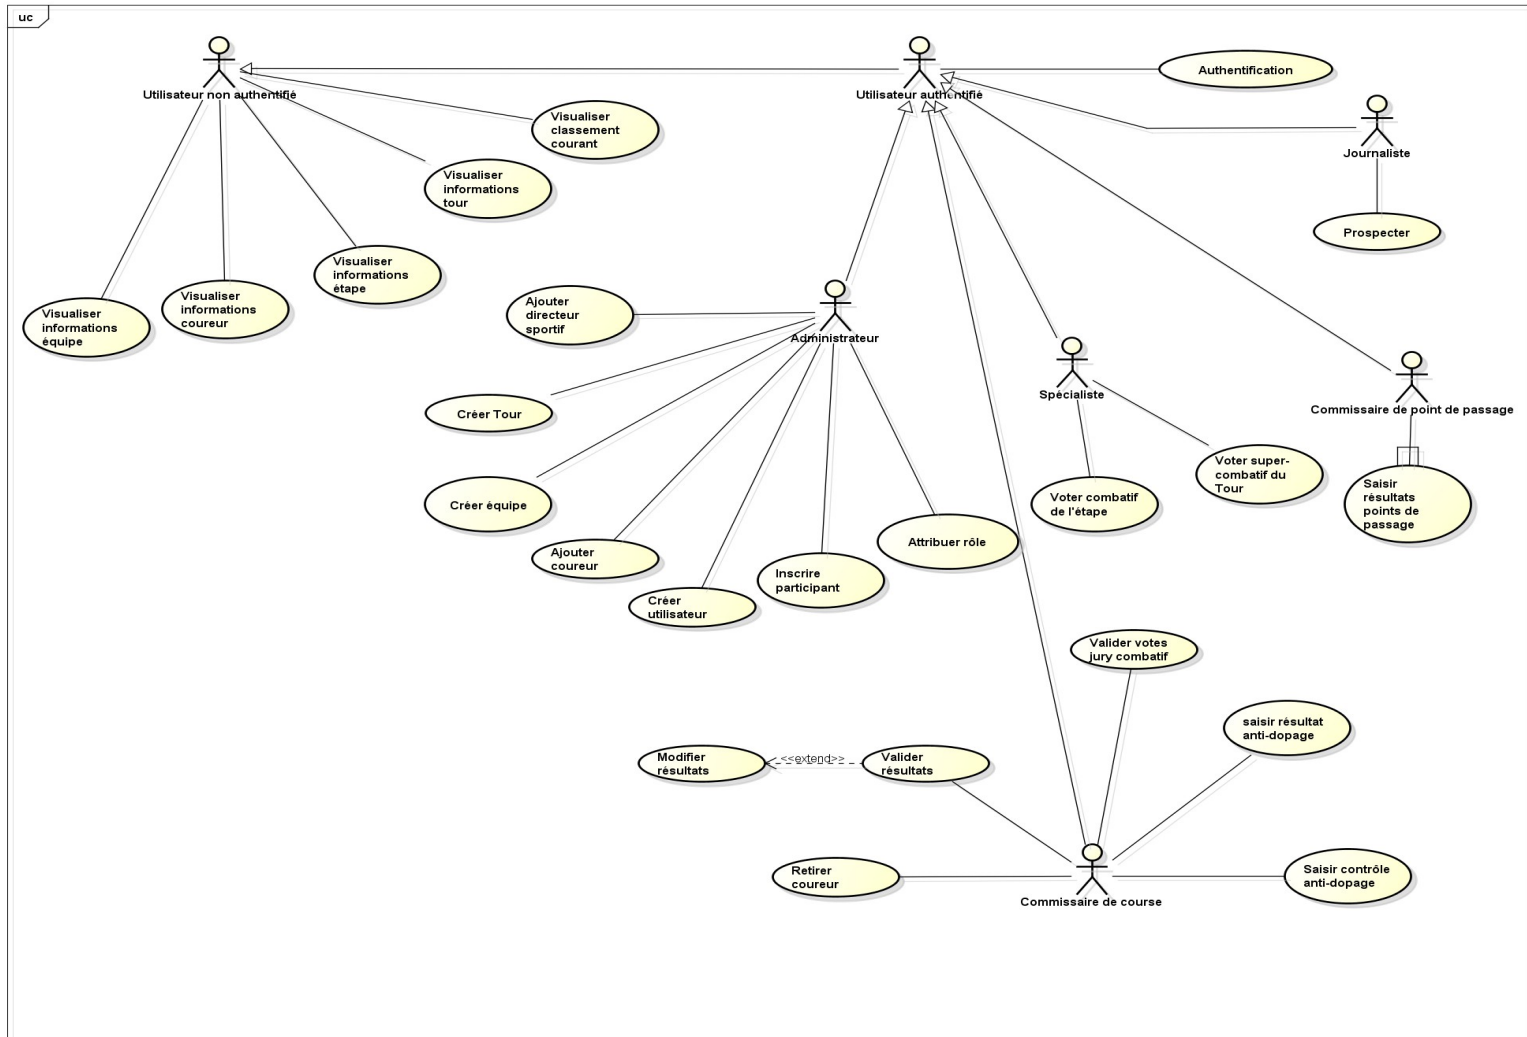 uc
Utilisateur non authentifié
Utilisateur authentifié
Authentification
Journaliste
Prospecter
Visualiser
classement
courant
Visualiser
informations
tour
Visualiser
informations
étape
Visualiser
informations
coureur
Visualiser
informations
équipe
Ajouter
directeur
sportif
Administrateur
Créer Tour
Créer équipe
Ajouter
coureur
Créer
utilisateur
Inscrire
participant
Attribuer rôle
Spécialiste
Voter combatif
de l'étape
Voter super-
combatif du
Tour
Commissaire de point de passage
Saisir
résultats
points de
passage
Valider votes
jury combatif
saisir résultat
anti-dopage
Modifier
résultats
<<extend>>
Valider
résultats
Retirer
coureur
Commissaire de course
Saisir contrôle
anti-dopage